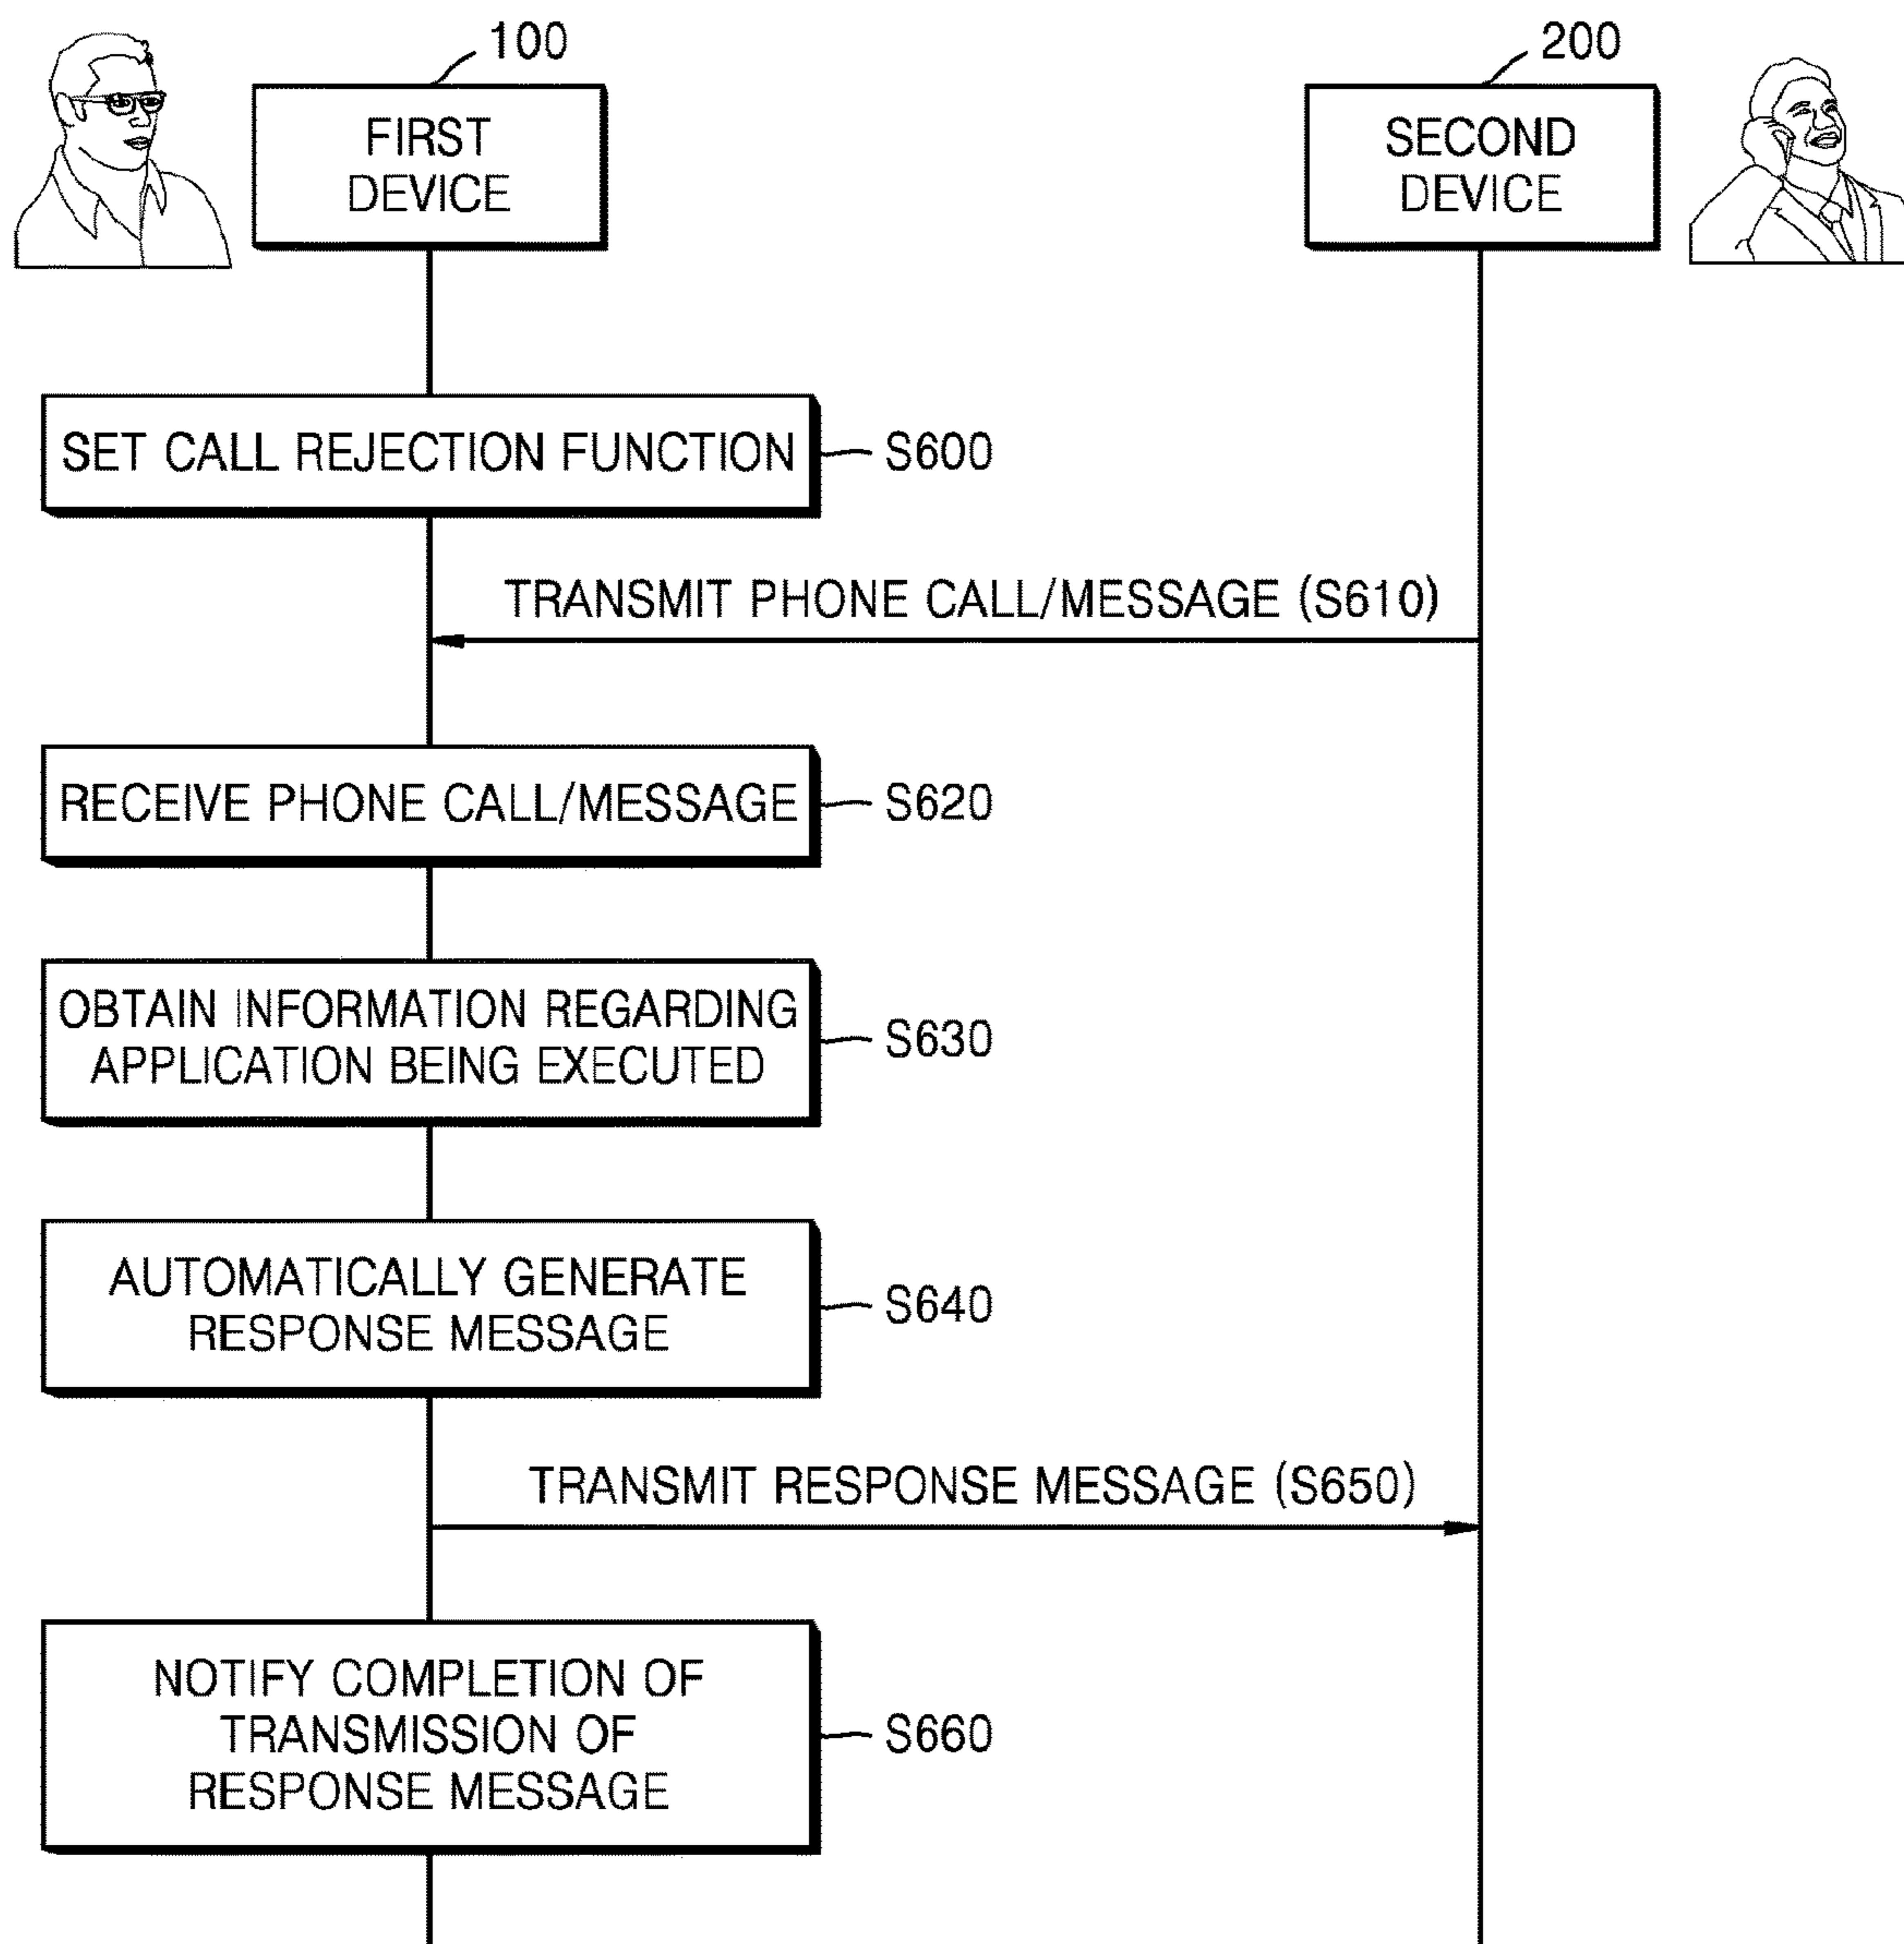 100
200
FIRST
DEVICE
SECOND
DEVICE
SET CALL REJECTION FUNCTION
S600
TRANSMIT PHONE CALL/MESSAGE (S610)
RECEIVE PHONE CALL/MESSAGE
S620
OBTAIN INFORMATION REGARDING
APPLICATION BEING EXECUTED
S630
AUTOMATICALLY GENERATE
RESPONSE MESSAGE
S640
TRANSMIT RESPONSE MESSAGE (S650)
NOTIFY COMPLETION OF
TRANSMISSION OF
RESPONSE MESSAGE
S660